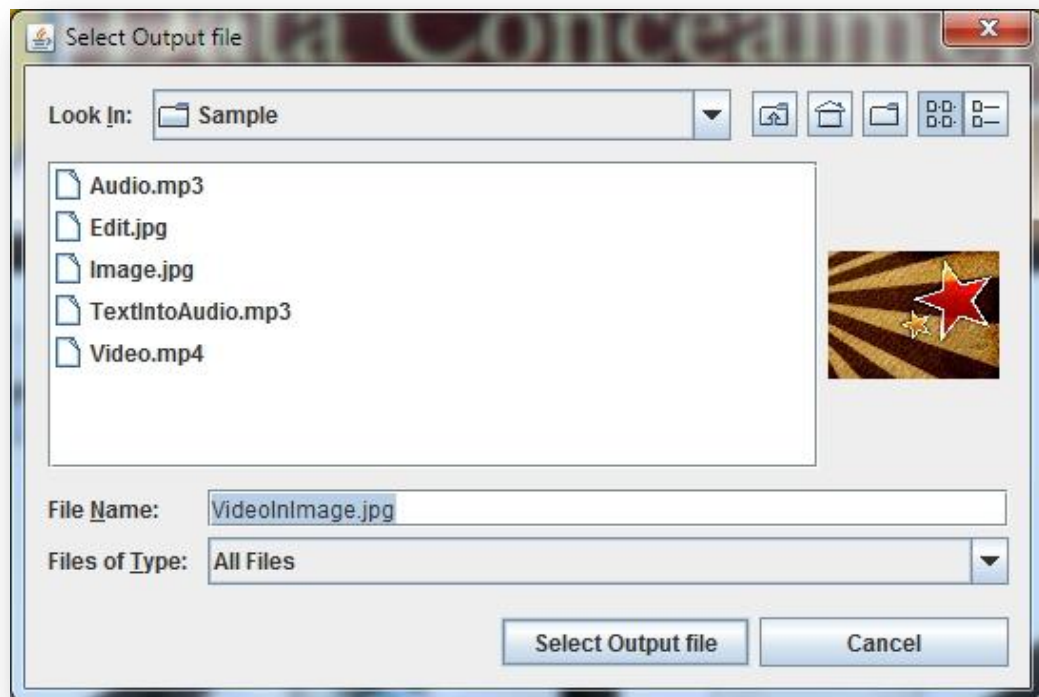 Select Output file
Look In: Sample
Audio.mp3
Edit.jpg
Image.jpg
TextIntoAudio.mp3
Video.mp4
File Name: VideoInImage.jpg
Files of Type: All Files
Select Output file Cancel